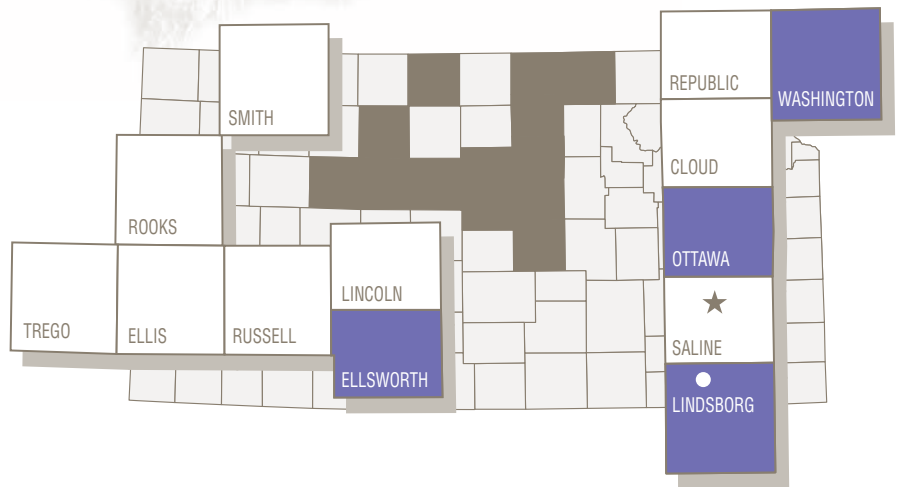 SMITH
REPUBLIC
WASHINGTON
CLOUD
ROOKS
OTTAWA
LINCOLN
TREGO
ELLIS
RUSSELL
SALINE
ELLSWORTH
LINDSBORG